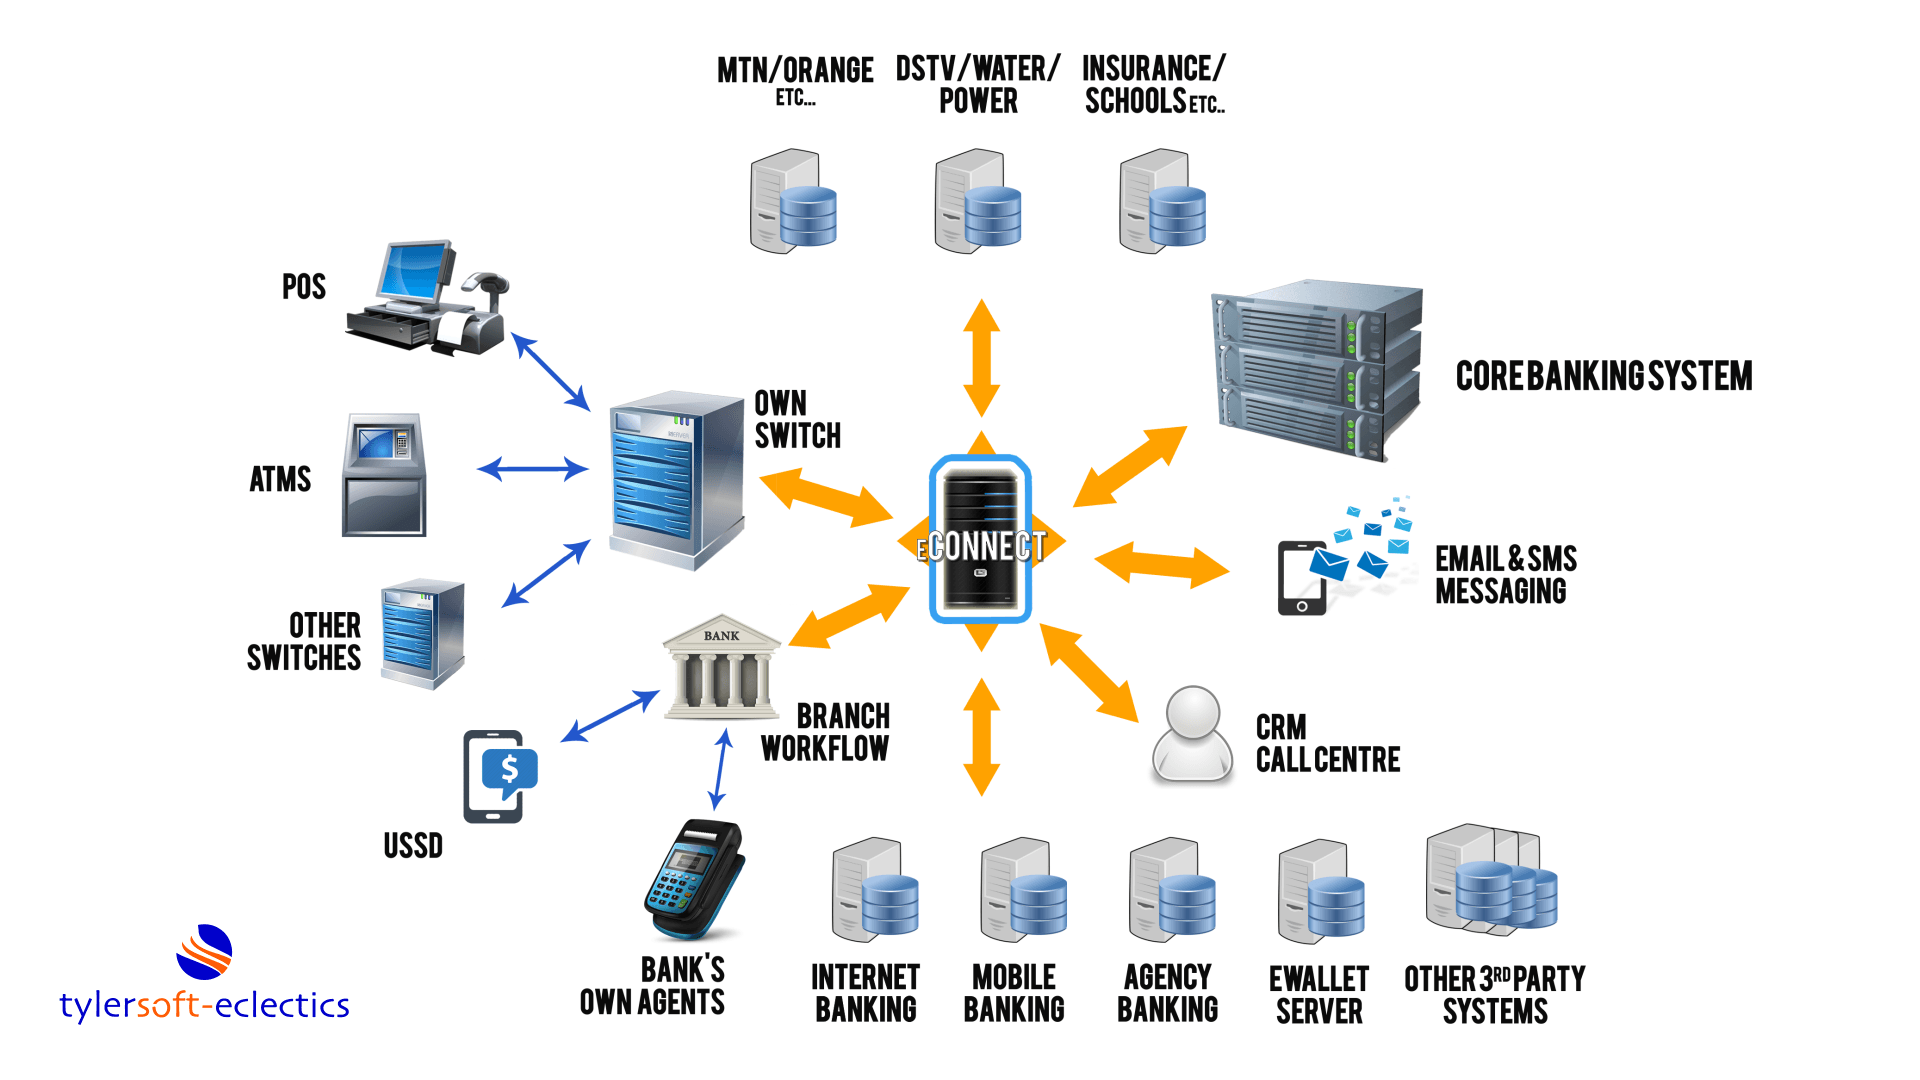 MTN/ORANGE
ETC...
DSTV/WATER/
POWER
INSURANCE/
SCHOOLS ETC..
POS
OWN
SWITCH
CORE BANKING SYSTEM
ATMS
SERVER
eCONNECT
EMAIL & SMS
MESSAGING
OTHER
SWITCHES
BANK
BRANCH
WORKFLOW
CRM
CALL CENTRE
$
USSD
BANK'S
OWN AGENTS
INTERNET
BANKING
MOBILE
BANKING
AGENCY
BANKING
EWALLET
SERVER
OTHER 3RD PARTY
SYSTEMS
tylersoft-eclectics